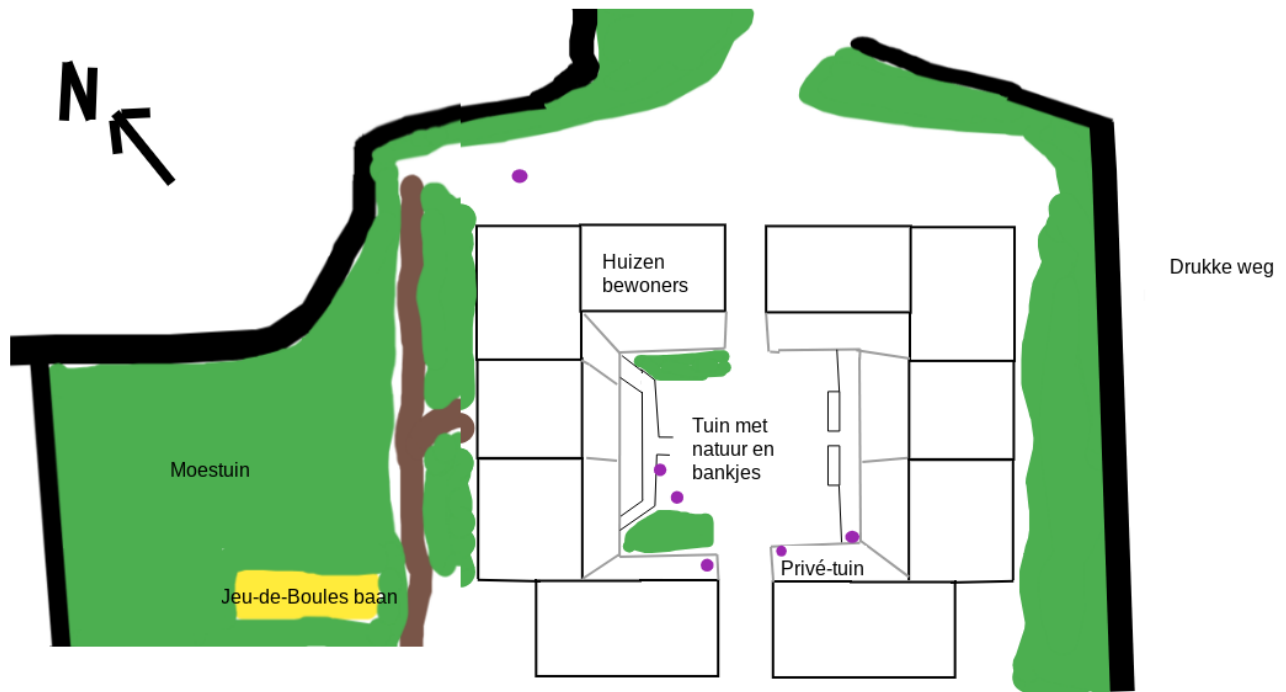 N
Drukke weg
Huizen
bewoners
Tuin met
natuur en
bankjes
Moestuin
Privé-tuin
Jeu-de-Boules baan